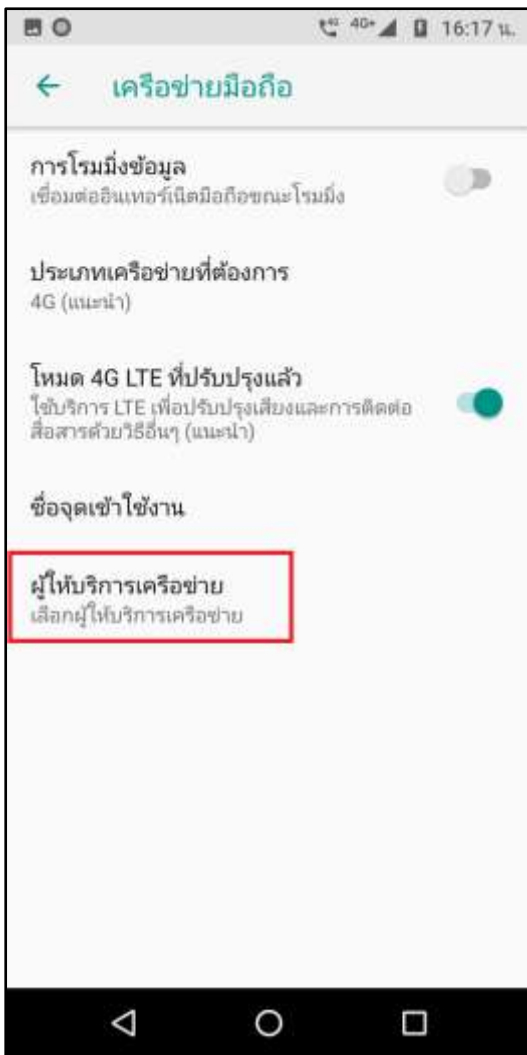 4G 4G+ 16:17 น.
เครือข่ายมือถือ
การโรมมิ่งข้อมูล
เชื่อมต่ออินเทอร์เน็ตมือถือขณะโรมมิ่ง
ประเภทเครือข่ายที่ต้องการ
4G (แนะนำ)
โหมด 4G LTE ที่ปรับปรุงแล้ว
ใช้บริการ LTE เพื่อปรับปรุงเสียงและการติดต่อ
สื่อสารด้วยวิธีอื่นๆ (แนะนำ)
ชื่อจุดเข้าใช้งาน
ผู้ให้บริการเครือข่าย
เลือกผู้ให้บริการเครือข่าย